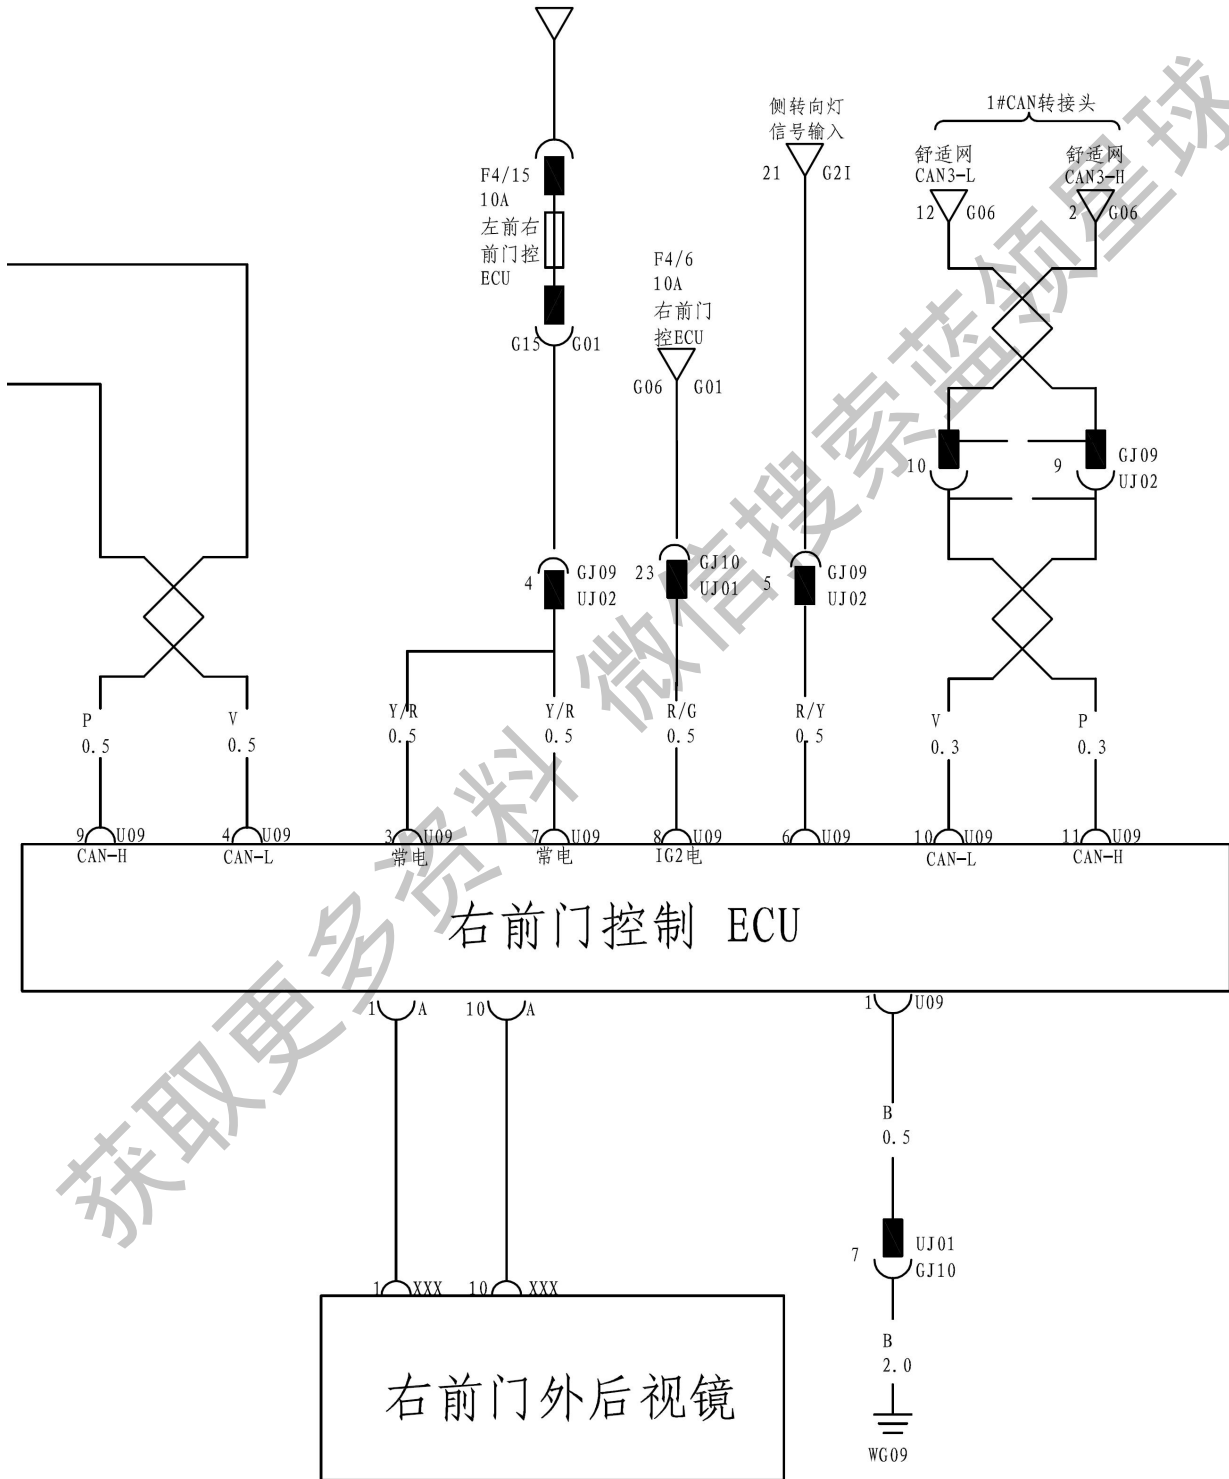 侧转向灯
信号输入
21
G2I
1#CAN转接头
舒适网
CAN3-L
12
G06
舒适网
CAN3-H
2
G06
F4/15
10A
左前右
前门控
ECU
G15
G01
F4/6
10A
右前门
控ECU
G06
G01
10
9
GJ09
UJ02
4
GJ09
UJ02
23
GJ10
UJ01
5
GJ09
UJ02
P
0.5
V
0.5
Y/R
0.5
Y/R
0.5
R/G
0.5
R/Y
0.5
V
0.3
P
0.3
9
U09
CAN-H
4
U09
CAN-L
3
U09
常电
7
U09
常电
8
U09
IG2电
6
U09
10
U09
CAN-L
11
U09
CAN-H
右前门控制 ECU
1
A
10
A
1
U09
B
0.5
7
UJ01
GJ10
B
2.0
WG09
1
XXX
10
XXX
右前门外后视镜
获取更多资料 微信搜索蓝领星球